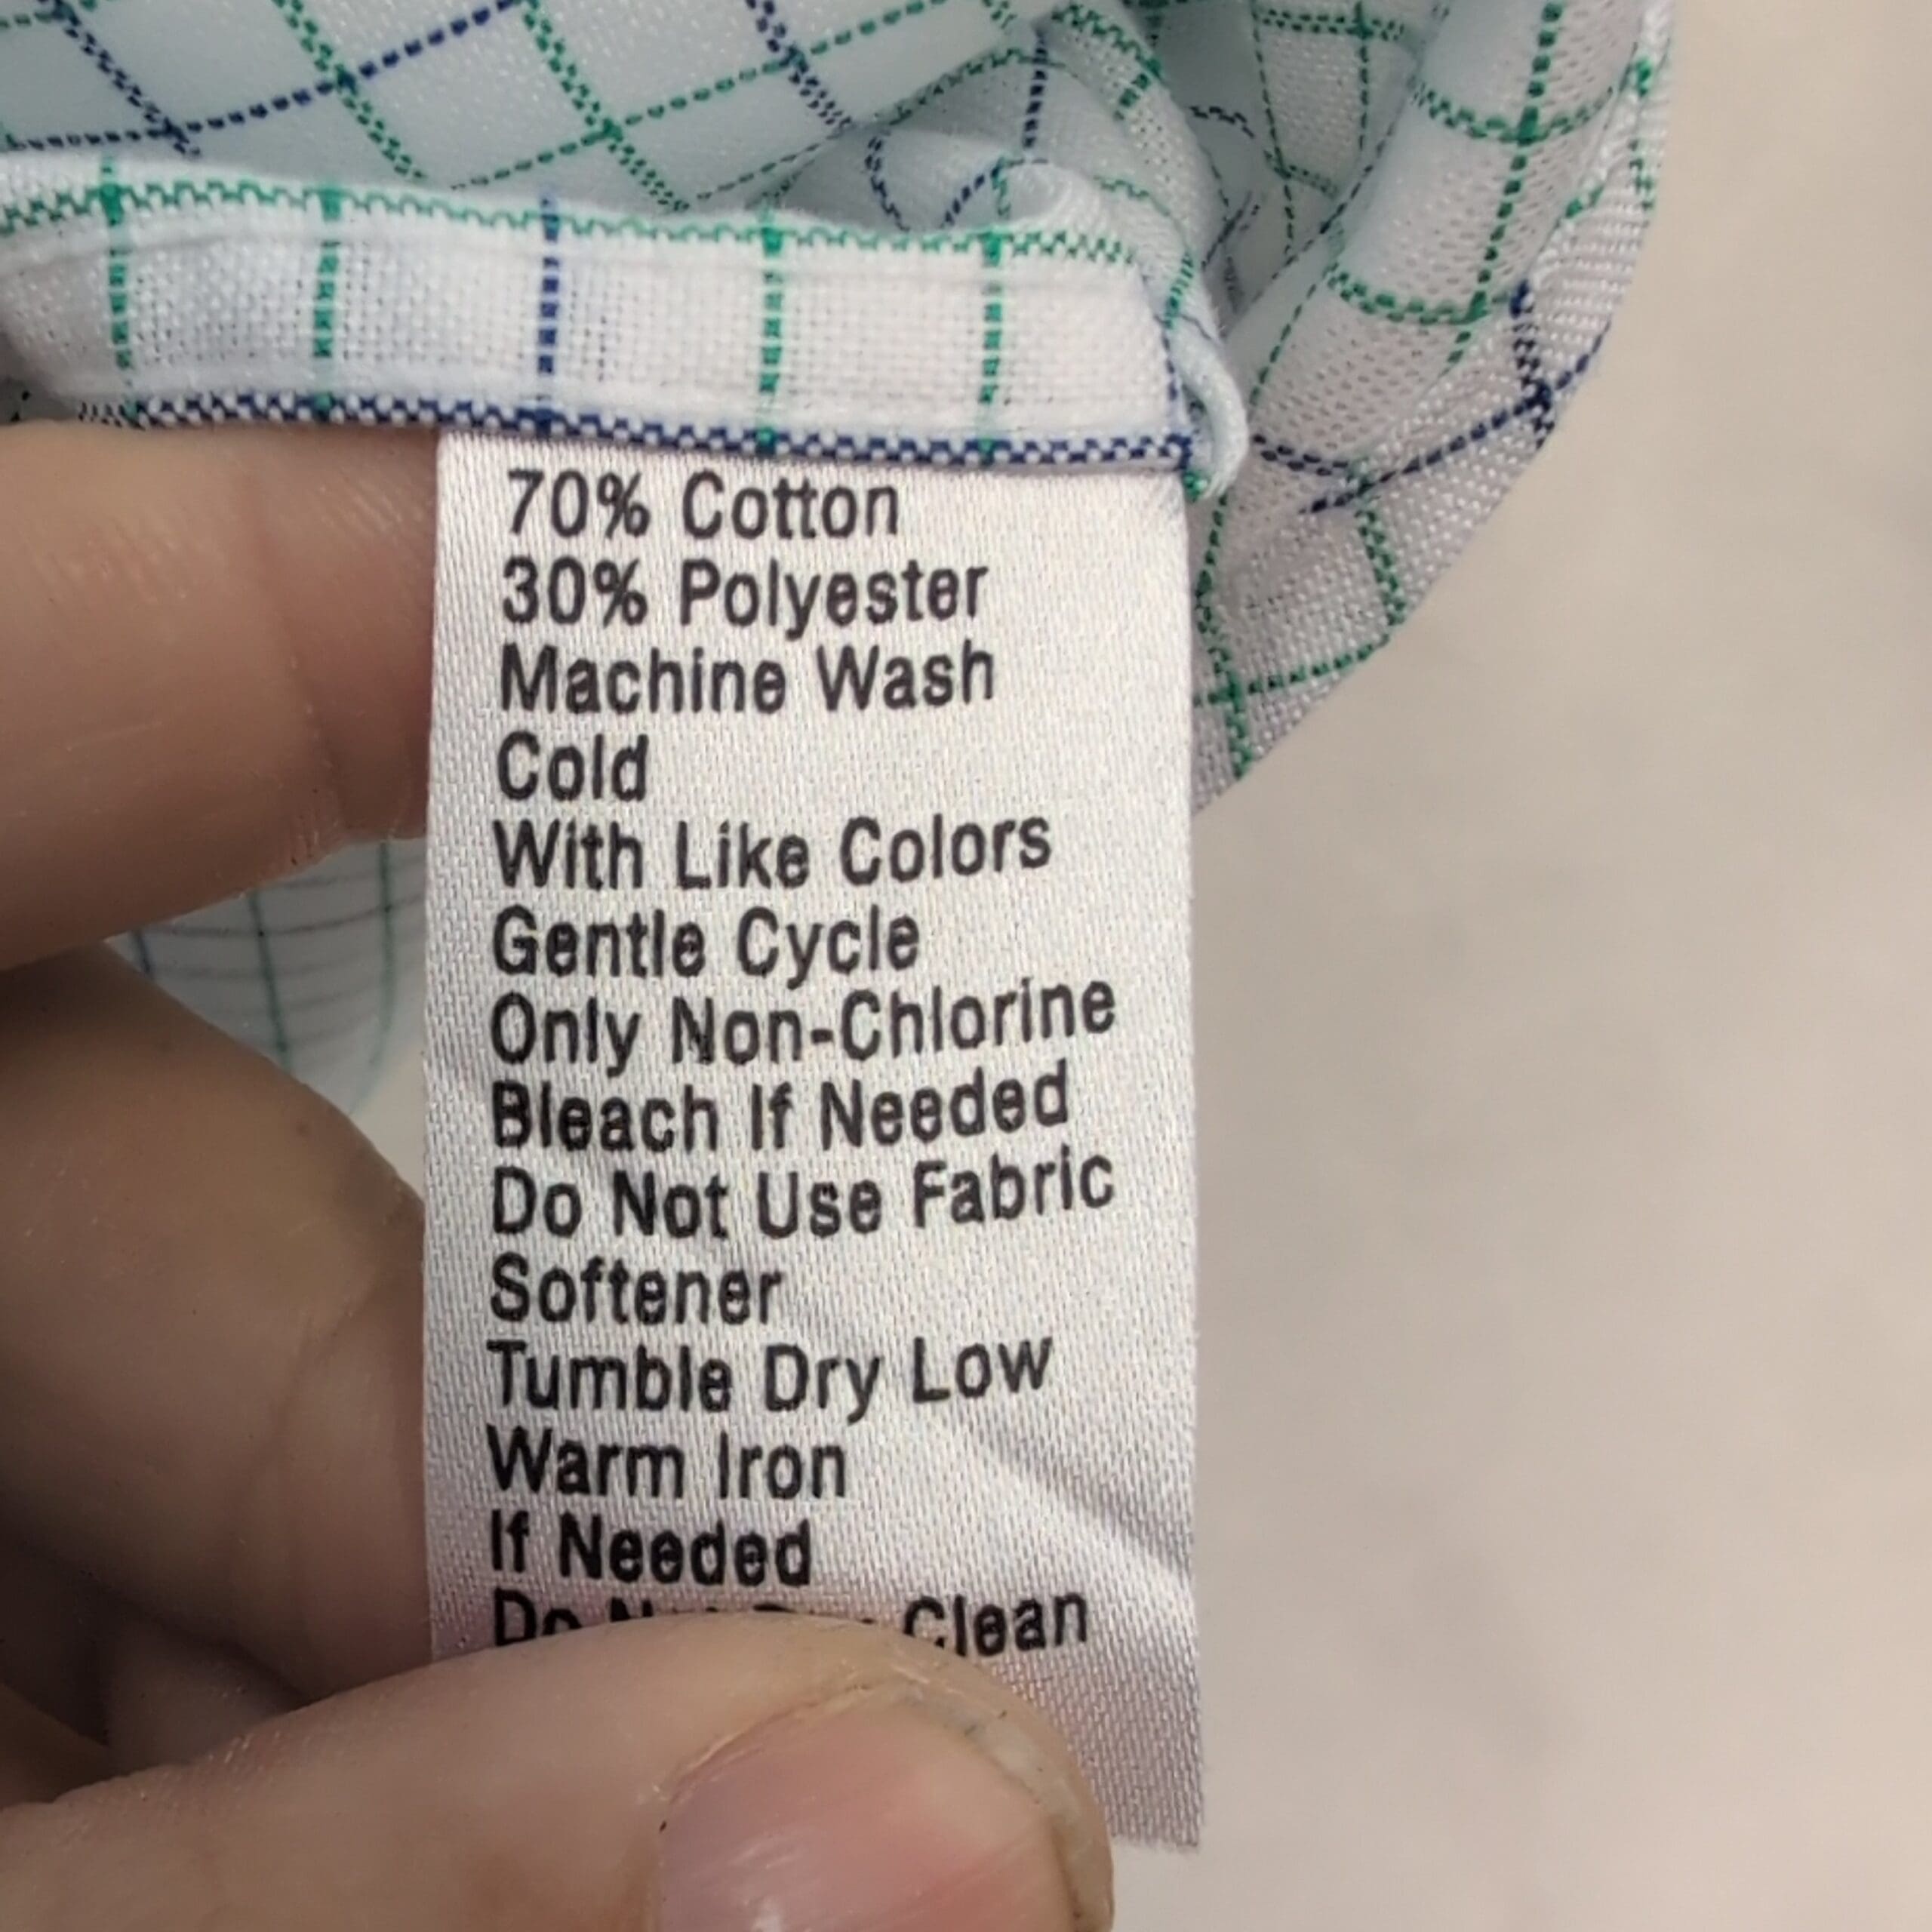 70% Cotton
30% Polyester
Machine Wash
Cold
With Like Colors
Gentle Cycle
Only Non-Chlorine
Bleach If Needed
Do Not Use Fabric
Softener
Tumble Dry Low
Warm Iron
If Needed
Do Clean